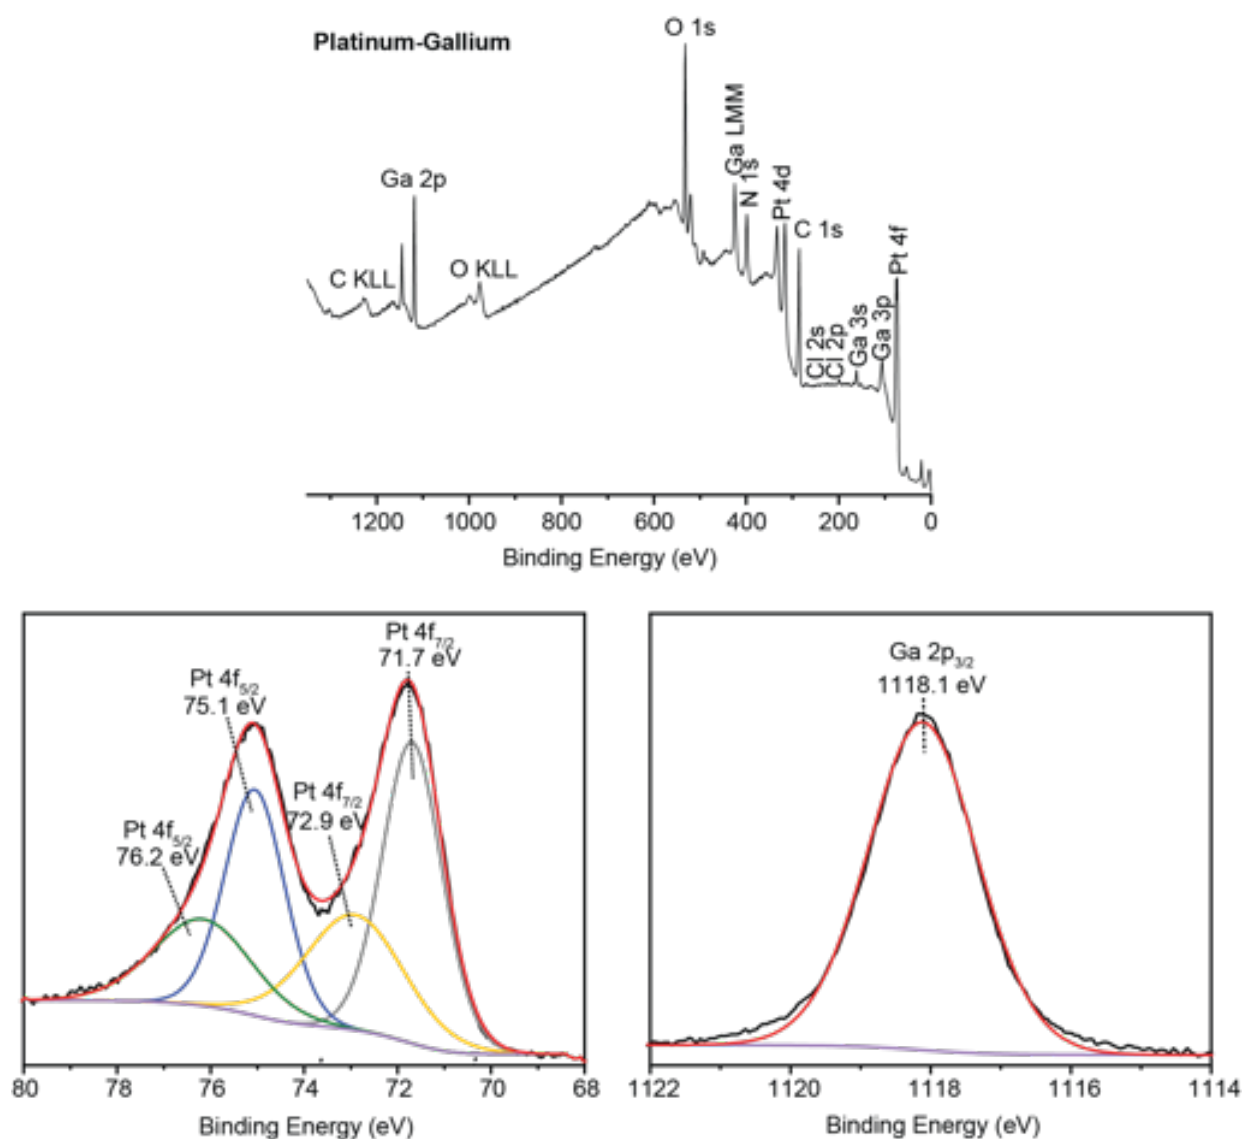 Platinum-Gallium
O 1s
Ga 2p
Ga LMM
N 1s
Pt 4d
C 1s
Pt 4f
C KLL
O KLL
Cl 2s
Cl 2p
Ga 3s
Ga 3p
1200 1000 800 600 400 200 0
Binding Energy (eV)
Pt 4f7/2
71.7 eV
Pt 4f5/2
75.1 eV
Pt 4f7/2
72.9 eV
Pt 4f5/2
76.2 eV
80 78 76 74 72 70 68
Binding Energy (eV)
Ga 2p3/2
1118.1 eV
1122 1120 1118 1116 1114
Binding Energy (eV)